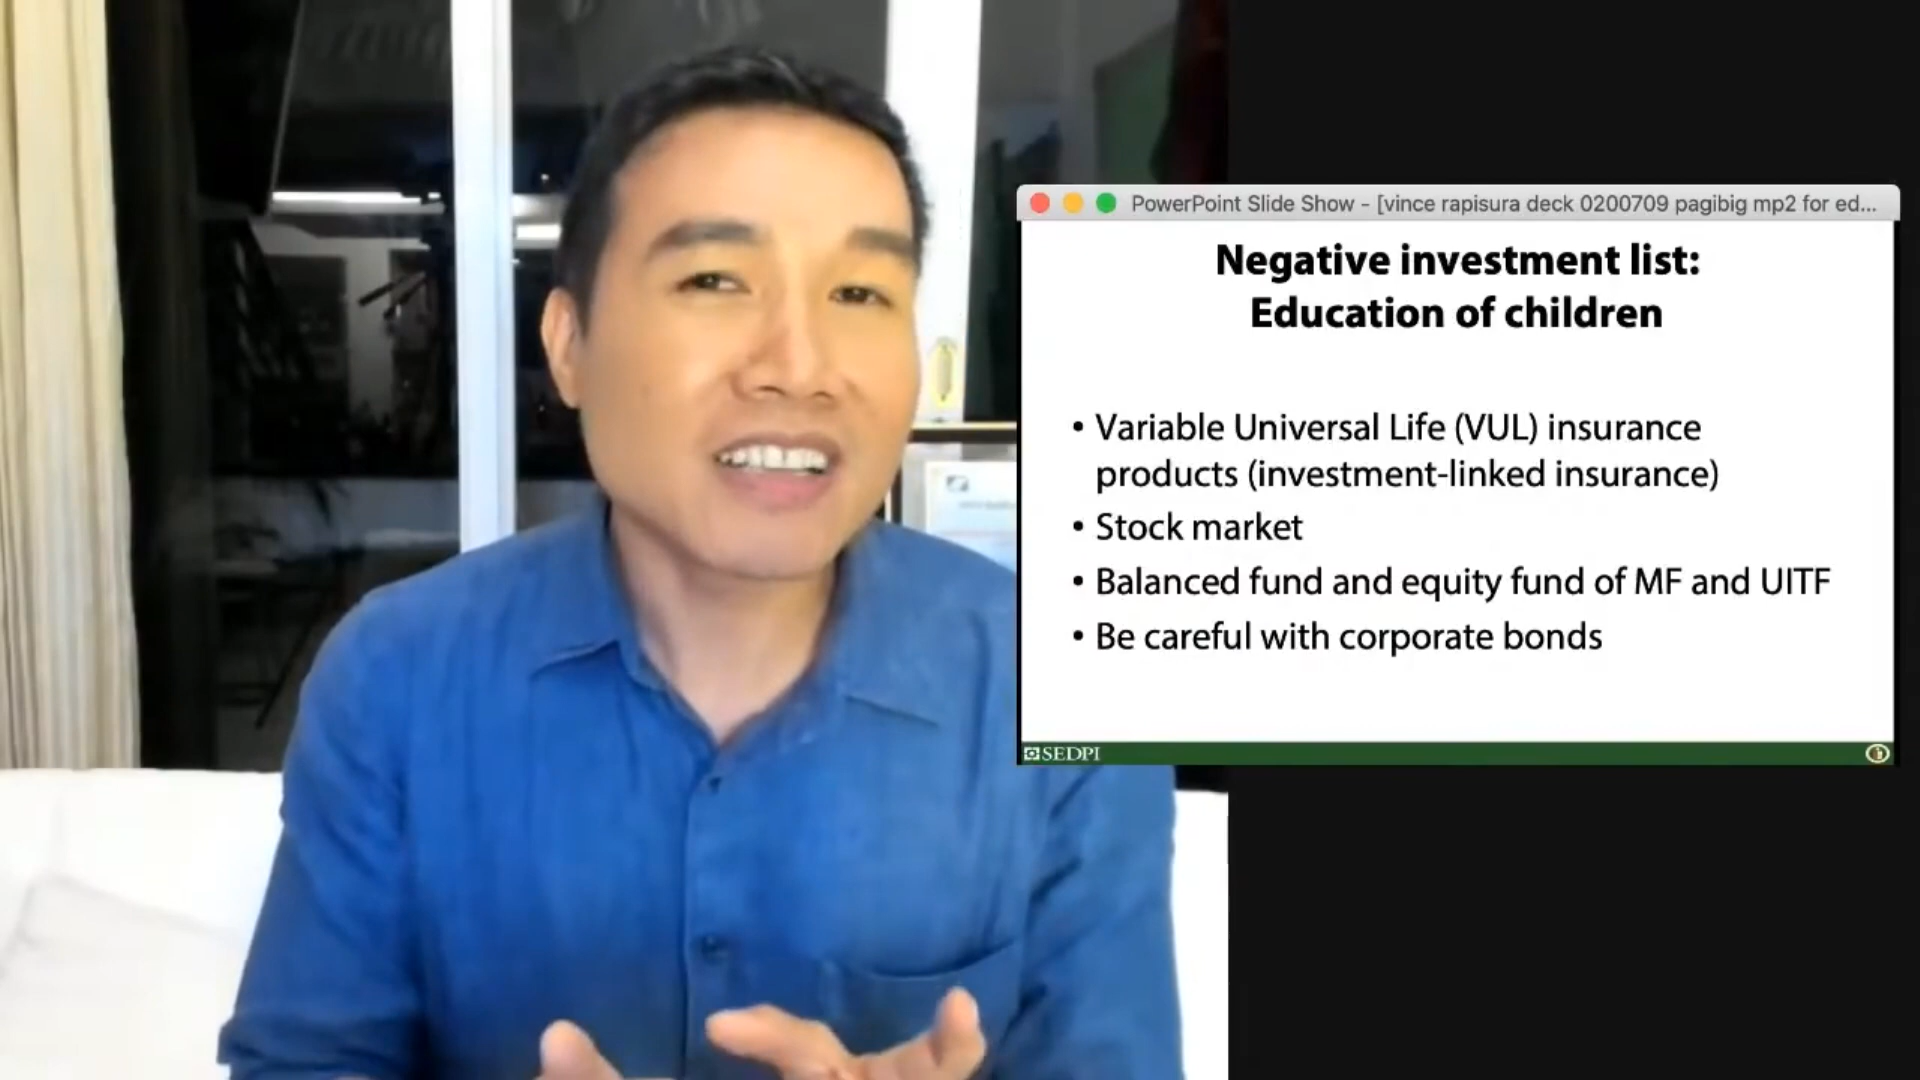 PowerPoint Slide Show - [vince rapisura deck 0200709 pagibig mp2 for ed...
Negative investment list:
Education of children
• Variable Universal Life (VUL) insurance
products (investment-linked insurance)
• Stock market
• Balanced fund and equity fund of MF and UITF
• Be careful with corporate bonds
SEDPI